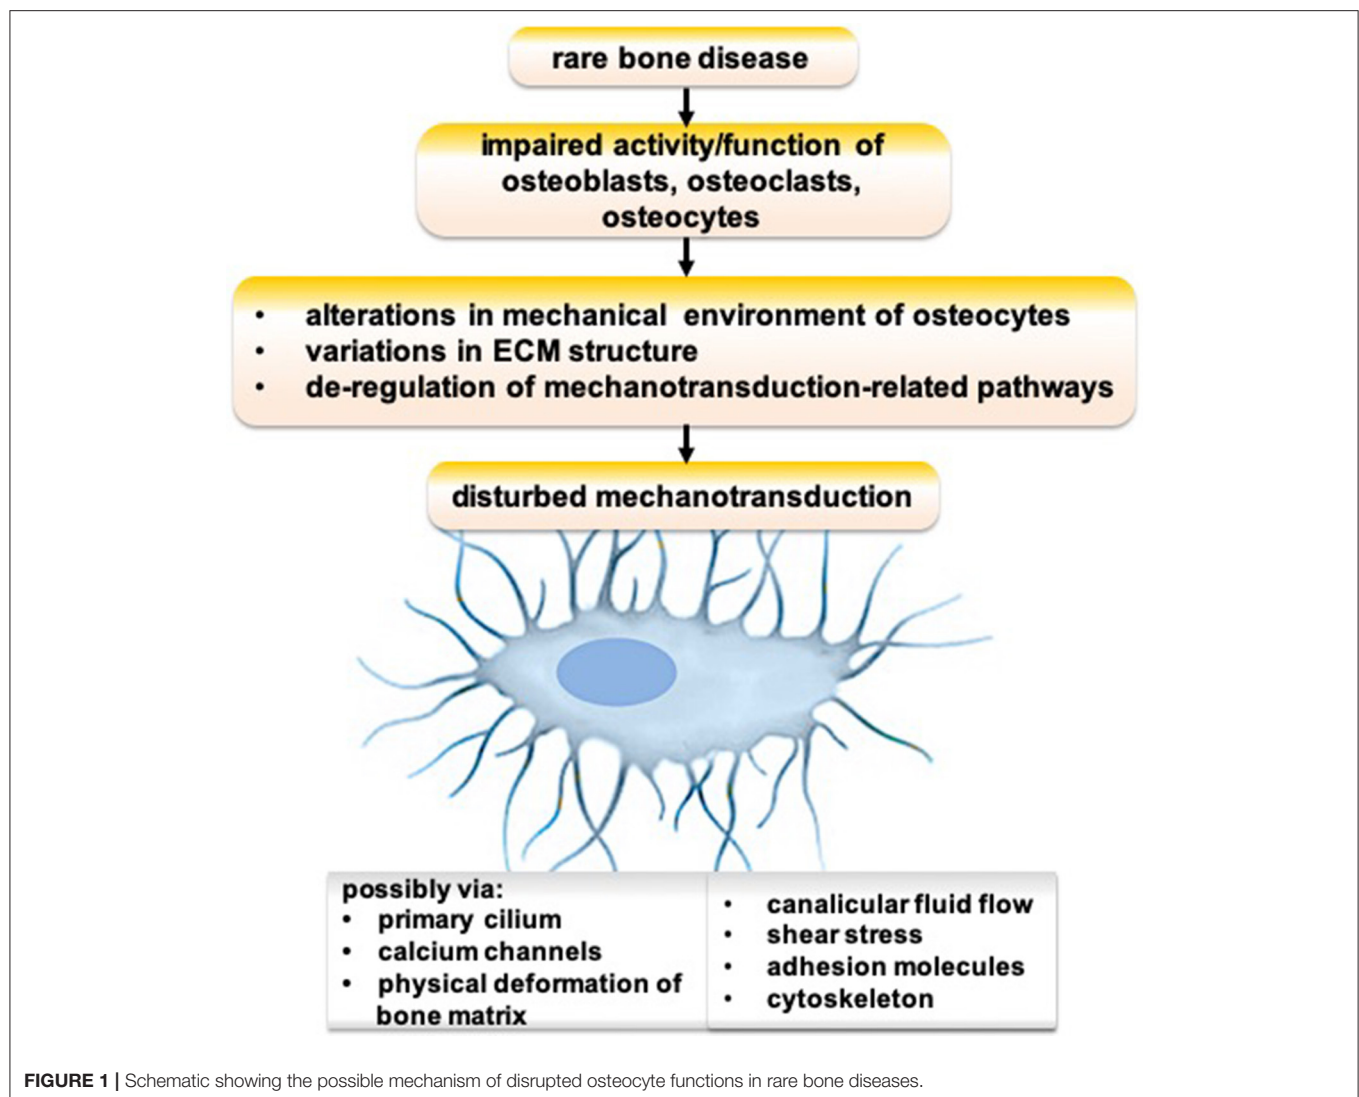 rare bone disease
impaired activity/function of
osteoblasts, osteoclasts,
osteocytes
• alterations in mechanical environment of osteocytes
• variations in ECM structure
• de-regulation of mechanotransduction-related pathways
disturbed mechanotransduction
possibly via:
• primary cilium
• calcium channels
• physical deformation of
bone matrix
• canalicular fluid flow
• shear stress
• adhesion molecules
• cytoskeleton
FIGURE 1 | Schematic showing the possible mechanism of disrupted osteocyte functions in rare bone diseases.